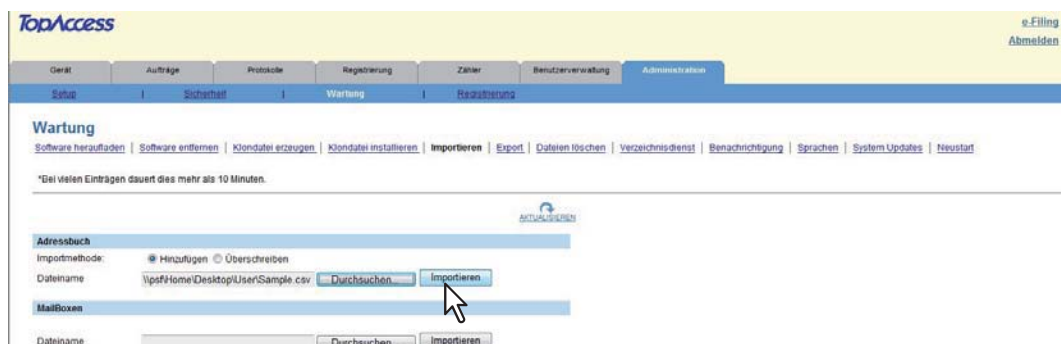 TopAccess
e-Filing
Abmelden
Gerät Aufträge Protokolle Registrierung Zähler Benutzerverwaltung Administration
Setup | Sicherheit | Wartung | Registrierung
Wartung
Software heraufladen | Software entfernen | Klondatei erzeugen | Klondatei installieren | Importieren | Export | Dateien löschen | Verzeichnisdienst | Benachrichtigung | Sprachen | System Updates | Neustart
*Bei vielen Einträgen dauert dies mehr als 10 Minuten.
AKTUALISIEREN
Adressbuch
Importmethode: Hinzufügen Überschreiben
Dateiname \\psf\Home\Desktop\User\Sample.csv Durchsuchen... Importieren
MailBoxen
Dateiname Durchsuchen... Importieren